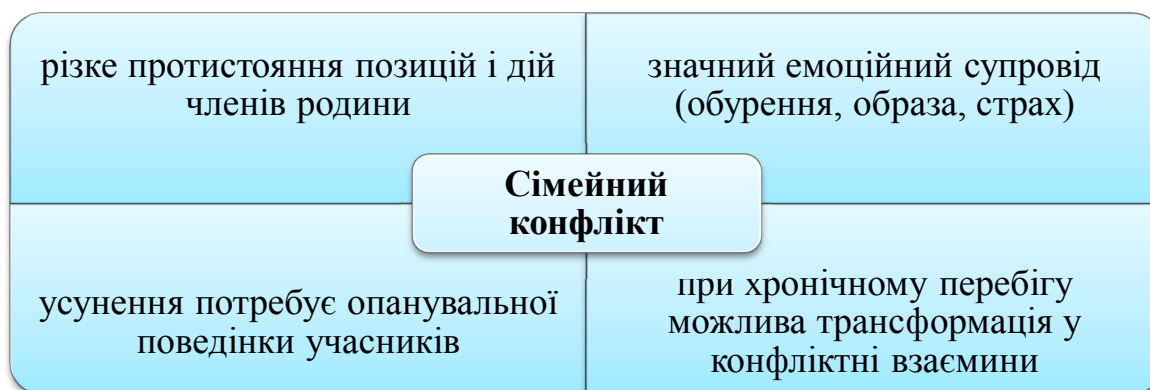 різке протистояння позицій і дій
членів родини
значний емоційний супровід
(обурення, образа, страх)
Сімейний
конфлікт
усунення потребує опанувальної
поведінки учасників
при хронічному перебігу
можлива трансформація у
конфліктні взаємини